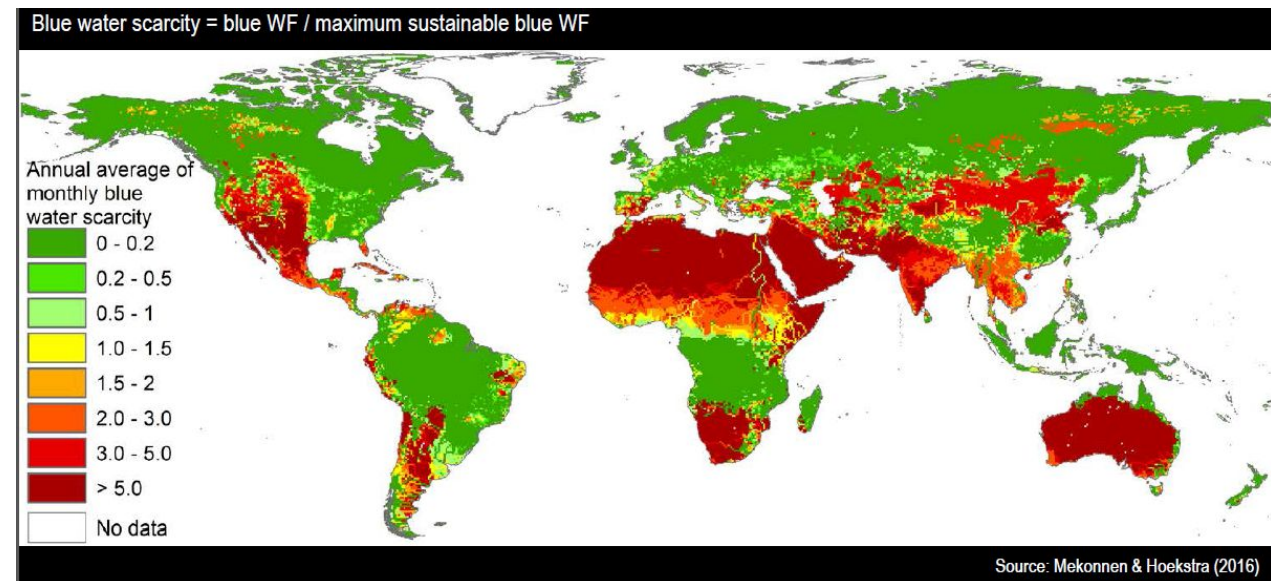 Blue water scarcity = blue WF / maximum sustainable blue WF
Annual average of
monthly blue
water scarcity
0 - 0.2
0.2 - 0.5
0.5 - 1
1.0 - 1.5
1.5 - 2
2.0 - 3.0
3.0 - 5.0
> 5.0
No data
Source: Mekonnen & Hoekstra (2016)